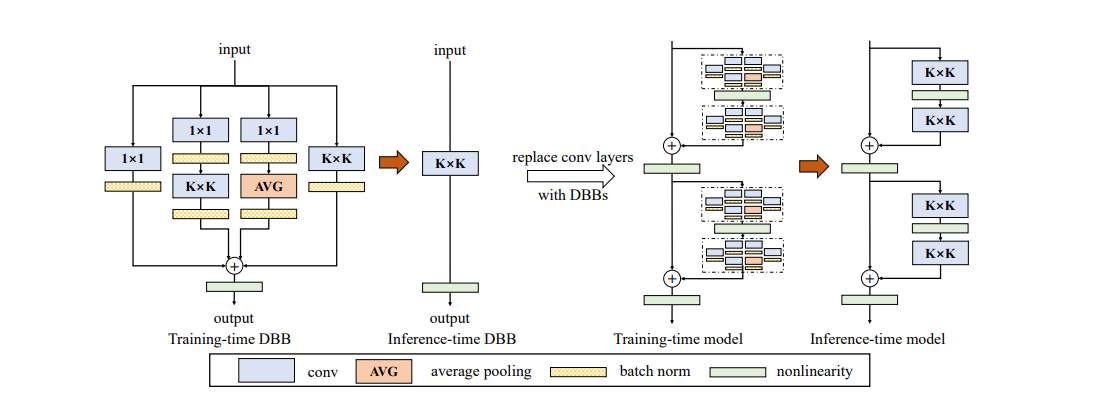 input
input
1×1
1×1
1×1
K×K
K×K
AVG
K×K
+
output
output
Training-time DBB
Inference-time DBB
replace conv layers
with DBBs
+
+
Training-time model
K×K
K×K
+
K×K
K×K
+
Inference-time model
conv
AVG
average pooling
batch norm
nonlinearity